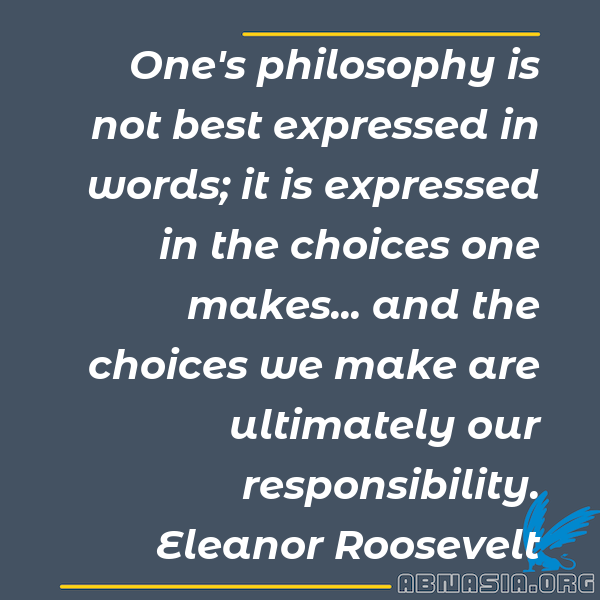 One's philosophy is
not best expressed in
words; it is expressed
in the choices one
makes... and the
choices we make are
ultimately our
responsibility.
Eleanor Roosevelt
ABNASIA.ORG